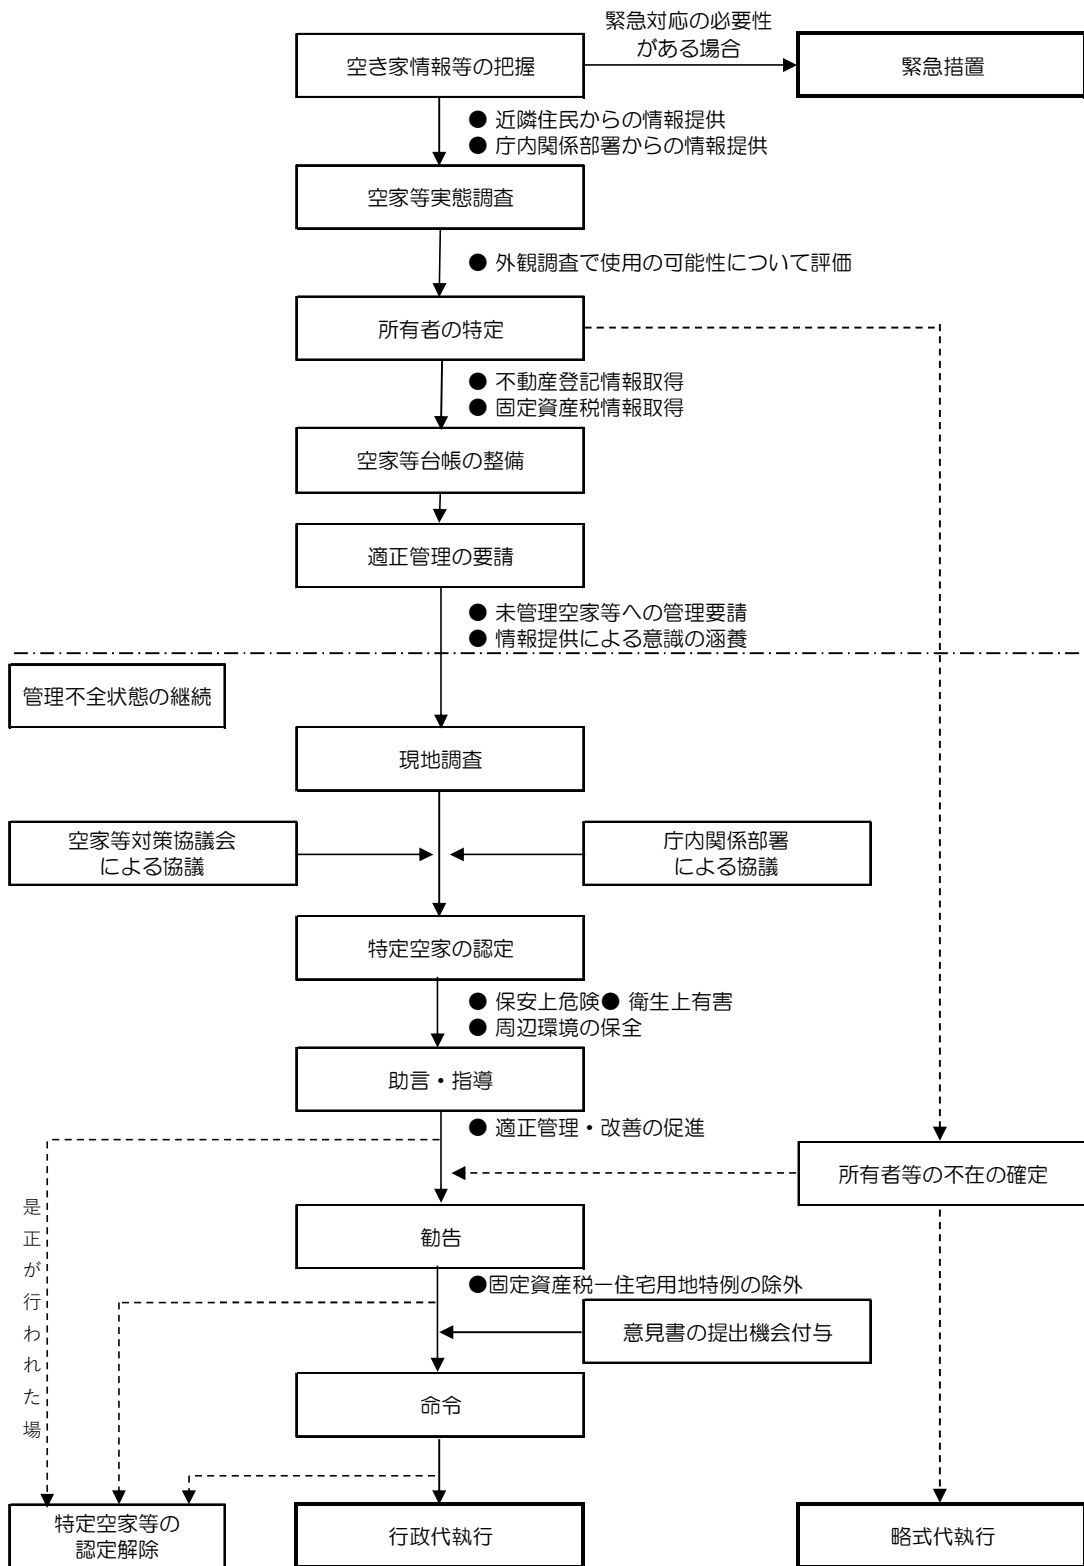 緊急対応の必要性
がある場合
空き家情報等の把握
緊急措置
● 近隣住民からの情報提供
● 庁内関係部署からの情報提供
空家等実態調査
● 外観調査で使用の可能性について評価
所有者の特定
● 不動産登記情報取得
● 固定資産税情報取得
空家等台帳の整備
適正管理の要請
● 未管理空家等への管理要請
● 情報提供による意識の涵養
管理不全状態の継続
現地調査
空家等対策協議会
による協議
庁内関係部署
による協議
特定空家の認定
● 保安上危険● 衛生上有害
● 周辺環境の保全
助言・指導
● 適正管理・改善の促進
所有者等の不在の確定
是正が行われた場
勧告
●固定資産税ー住宅用地特例の除外
意見書の提出機会付与
命令
特定空家等の
認定解除
行政代執行
略式代執行